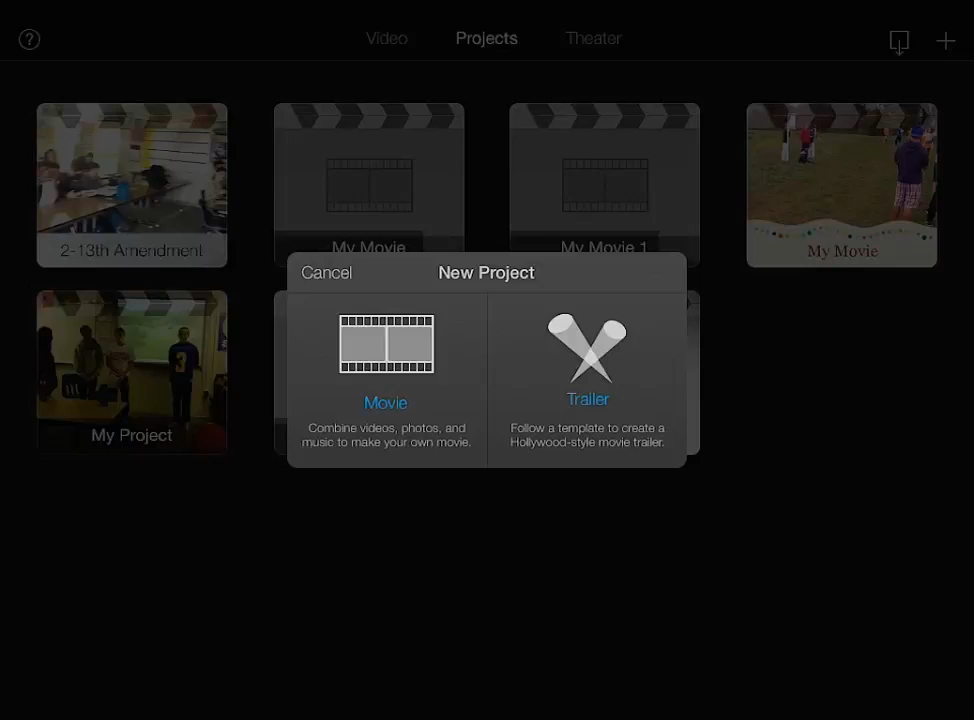 ?
Video Projects Theater
2-13th Amendment
My Movie
My Movie 1
My Movie
Cancel New Project
Movie
Combine videos, photos, and
music to make your own movie.
Trailer
Follow a template to create a
Hollywood-style movie trailer.
My Project